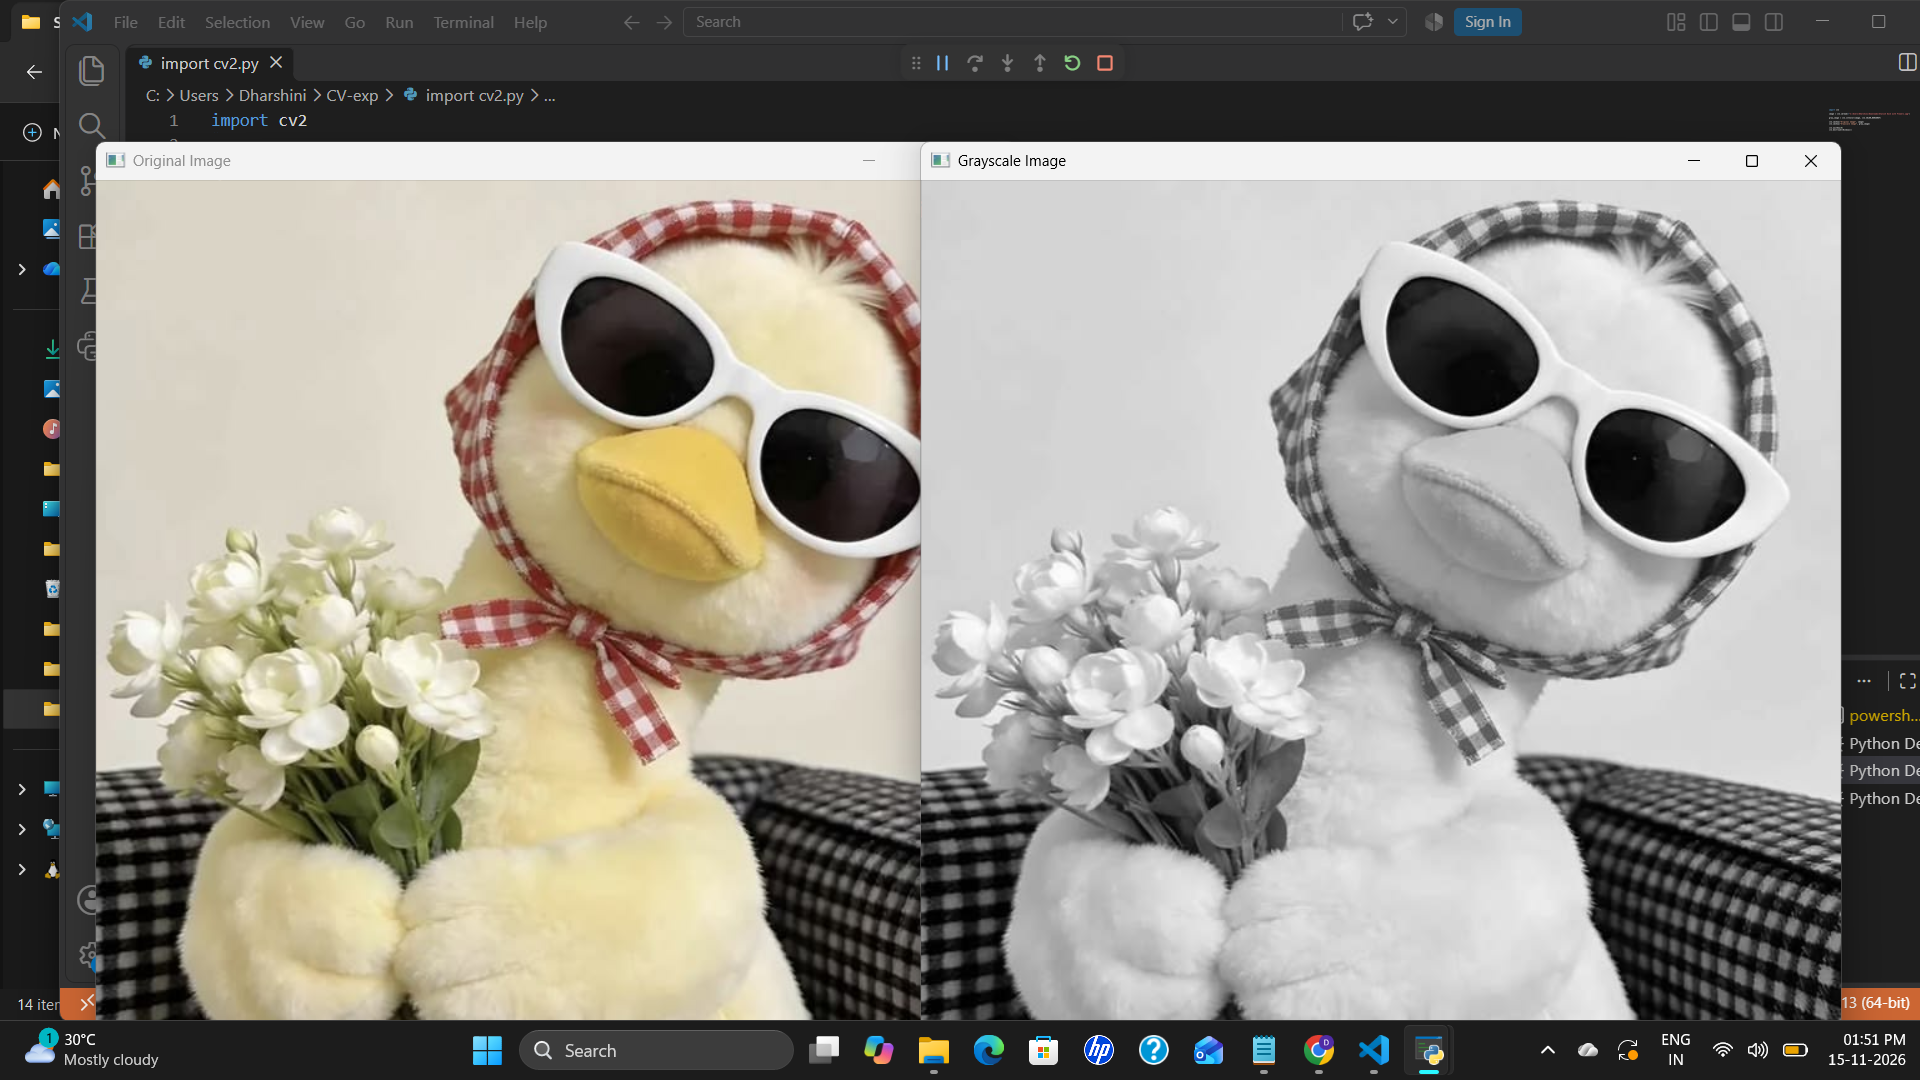 File Edit Selection View Go Run Terminal Help
Search
Sign In
import cv2.py
C: > Users > Dharshini > CV-exp > import cv2.py > ...
1 import cv2
Original Image
Grayscale Image
powersh...
Python De
Python De
Python De
14 iter
13 (64-bit)
1
30°C
Mostly cloudy
Search
hp
D
ENG
IN
01:51 PM
15-11-2026